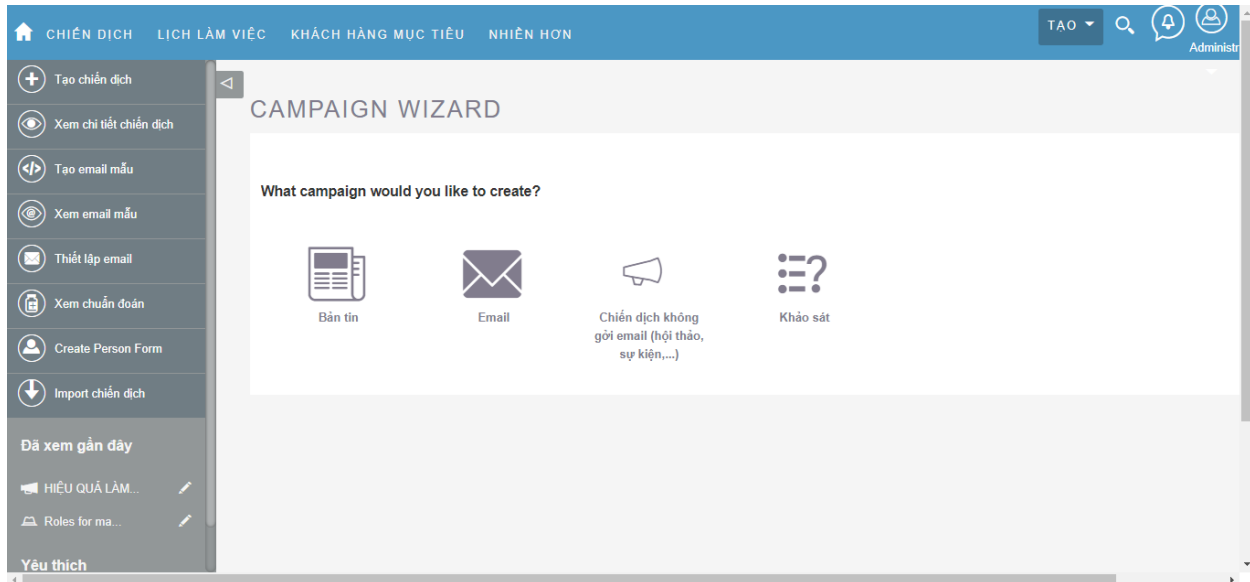 CHIẾN DỊCH LỊCH LÀM VIỆC KHÁCH HÀNG MỤC TIÊU NHIỀN HƠN TẠO
Administr
Tạo chiến dịch
Xem chi tiết chiến dịch
Tạo email mẫu
Xem email mẫu
Thiết lập email
Xem chuẩn đoán
Create Person Form
Import chiến dịch
Đã xem gần đây
HIỆU QUẢ LÀM...
Roles for ma...
Yêu thích
CAMPAIGN WIZARD
What campaign would you like to create?
Bản tin
Email
Chiến dịch không
gởi email (hội thảo,
sự kiện,...)
Khảo sát